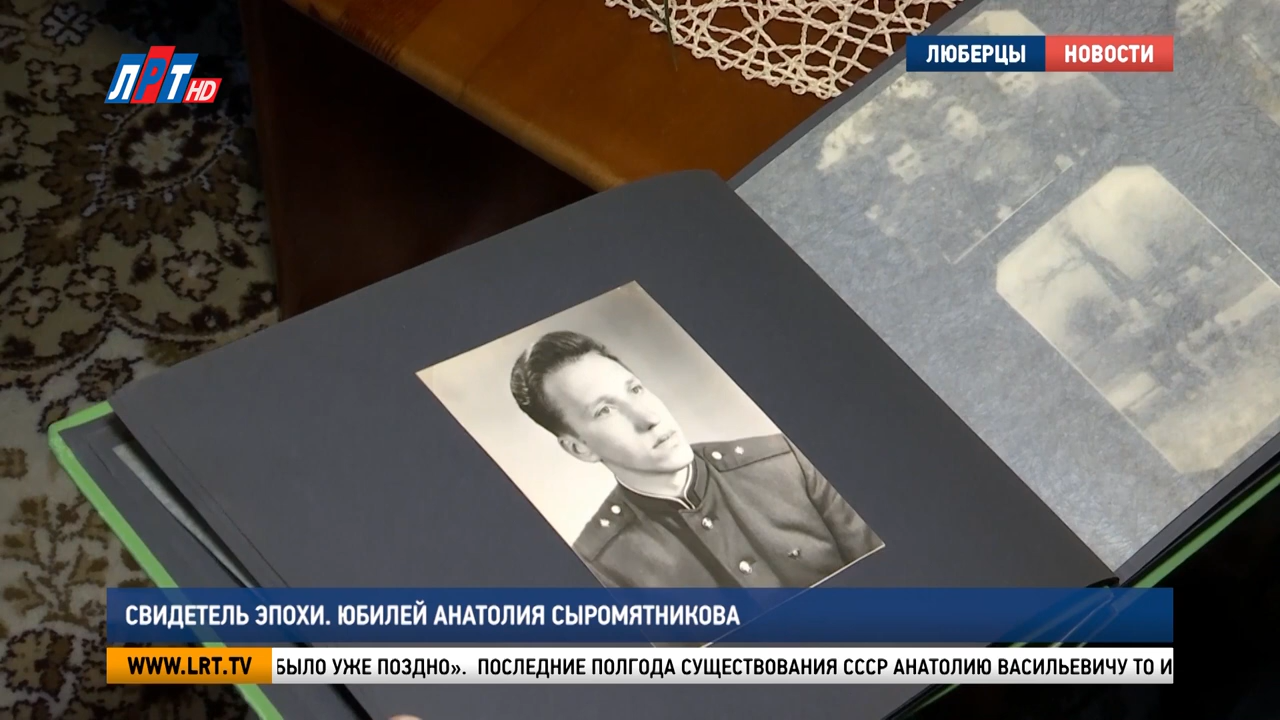 ЛРТ HD
ЛЮБЕРЦЫ НОВОСТИ
СВИДЕТЕЛЬ ЭПОХИ. ЮБИЛЕЙ АНАТОЛИЯ СЫРОМЯТНИКОВА
WWW.LRT.TV БЫЛО УЖЕ ПОЗДНО». ПОСЛЕДНИЕ ПОЛГОДА СУЩЕСТВОВАНИЯ СССР АНАТОЛИЮ ВАСИЛЬЕВИЧУ ТО И